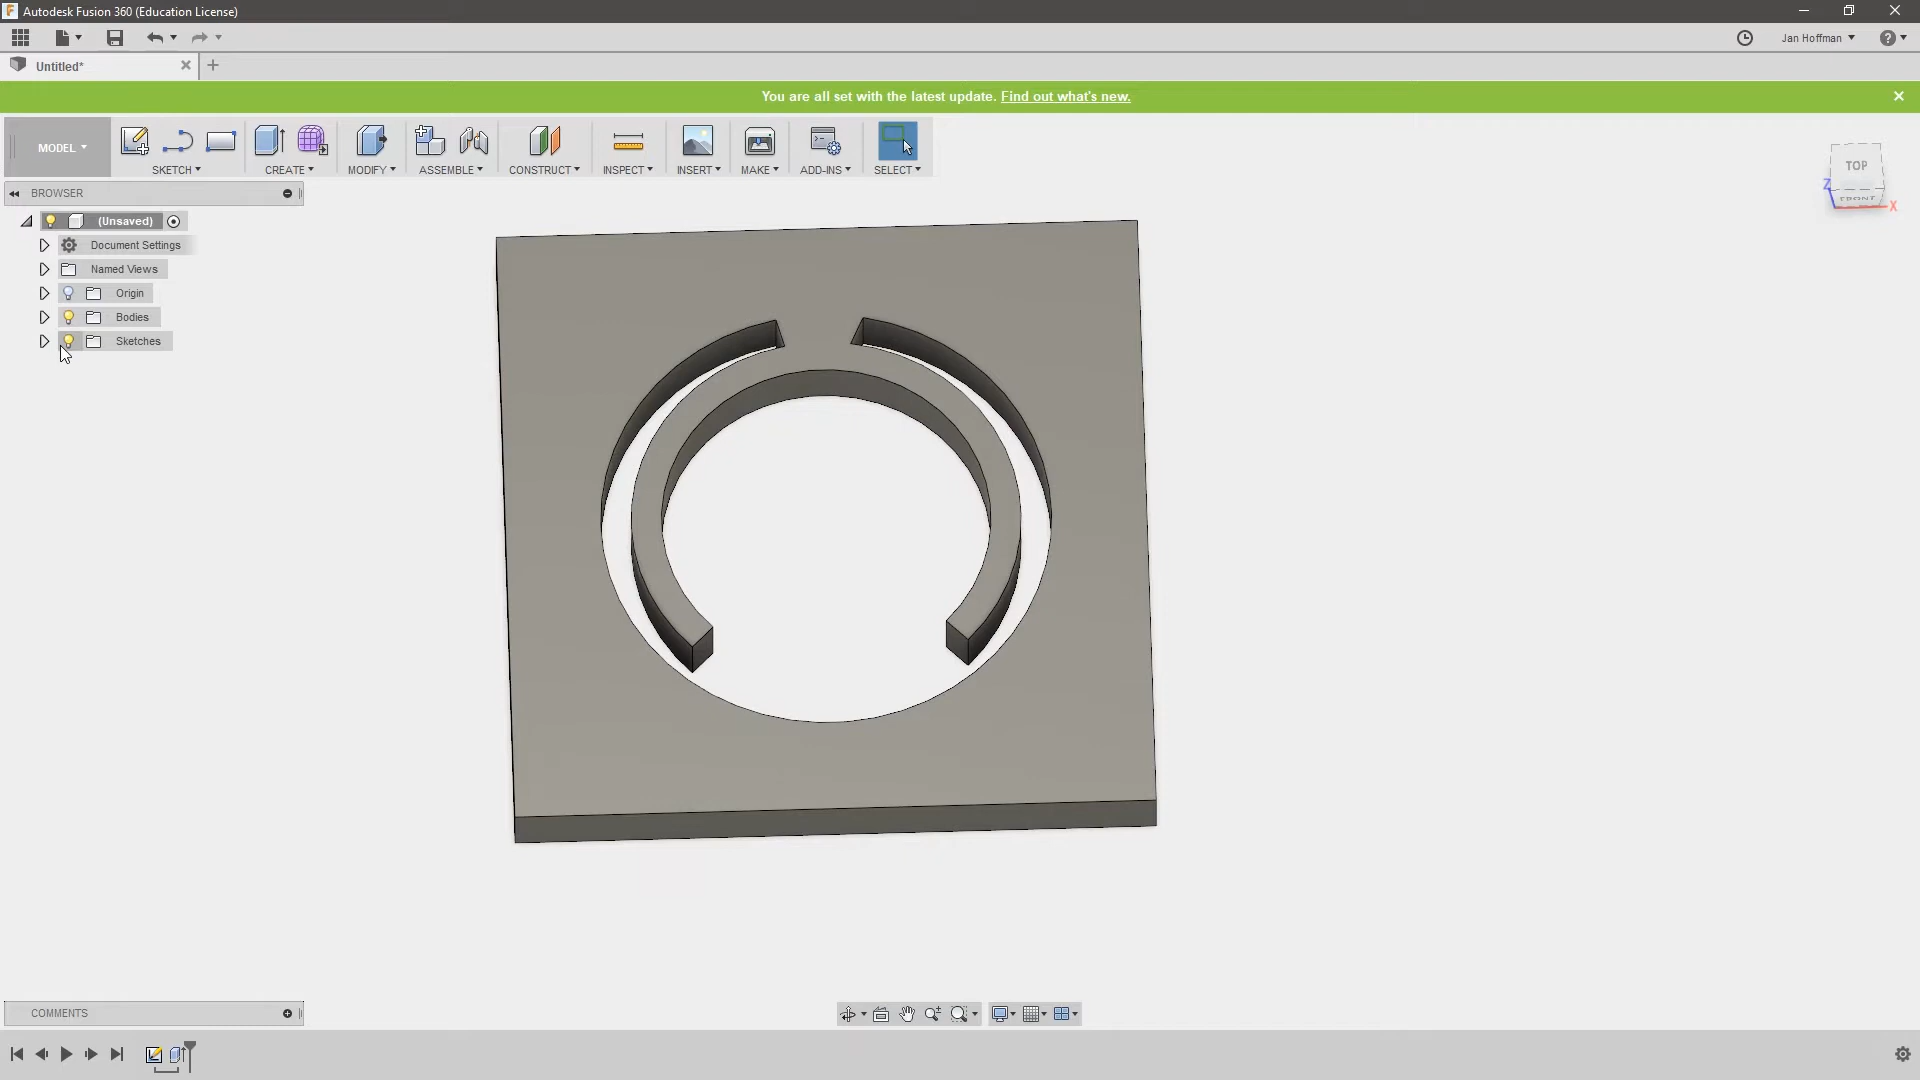 Autodesk Fusion 360 (Education License)
Jan Hoffman
Untitled*
You are all set with the latest update. Find out what's new.
MODEL
SKETCH
CREATE
MODIFY
ASSEMBLE
CONSTRUCT
INSPECT
INSERT
MAKE
ADD-INS
SELECT
TOP
FRONT
Z
X
BROWSER
(Unsaved)
Document Settings
Named Views
Origin
Bodies
Sketches
COMMENTS